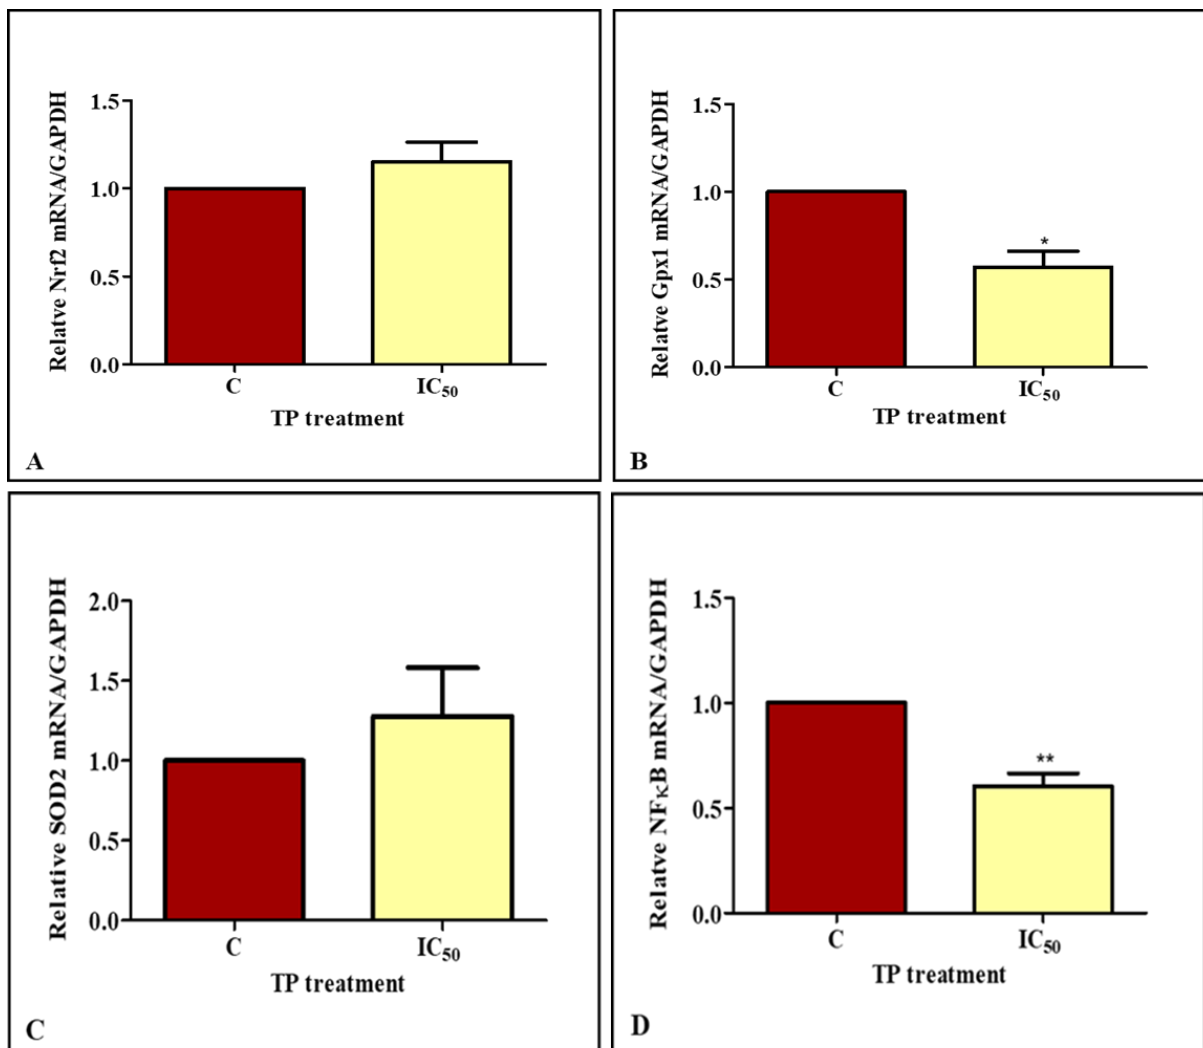 Relatve Nrf2 mRNA/GAPDH
1.5
1.0
0.5
0.0
C
IC₅₀
TP treatment
A
Relatve Gpx1 mRNA/GAPDH
1.5
1.0
0.5
0.0
*
C
IC₅₀
TP treatment
B
Relative SOD2 mRNA/GAPDH
2.0
1.5
1.0
0.5
0.0
C
IC₅₀
TP treatment
C
Relatve NFκB mRNA/GAPDH
1.5
1.0
0.5
0.0
**
C
IC₅₀
TP treatment
D